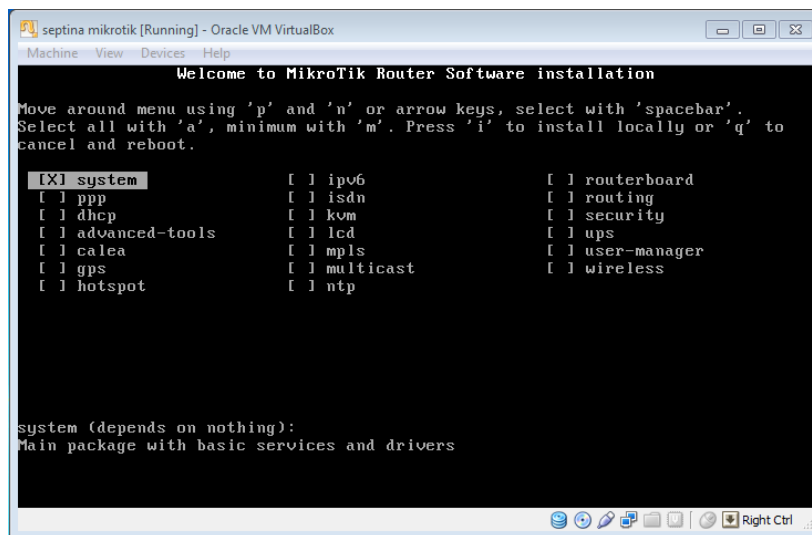 septina mikrotik [Running] - Oracle VM VirtualBox
Machine View Devices Help
Welcome to MikroTik Router Software installation
Move around menu using 'p' and 'n' or arrow keys, select with 'spacebar'.
Select all with 'a', minimum with 'm'. Press 'i' to install locally or 'q' to
cancel and reboot.
[X] system [ ] ipv6 [ ] routerboard
[ ] ppp [ ] isdn [ ] routing
[ ] dhcp [ ] kvm [ ] security
[ ] advanced-tools [ ] lcd [ ] ups
[ ] calea [ ] mpls [ ] user-manager
[ ] gps [ ] multicast [ ] wireless
[ ] hotspot [ ] ntp
system (depends on nothing):
Main package with basic services and drivers
Right Ctrl